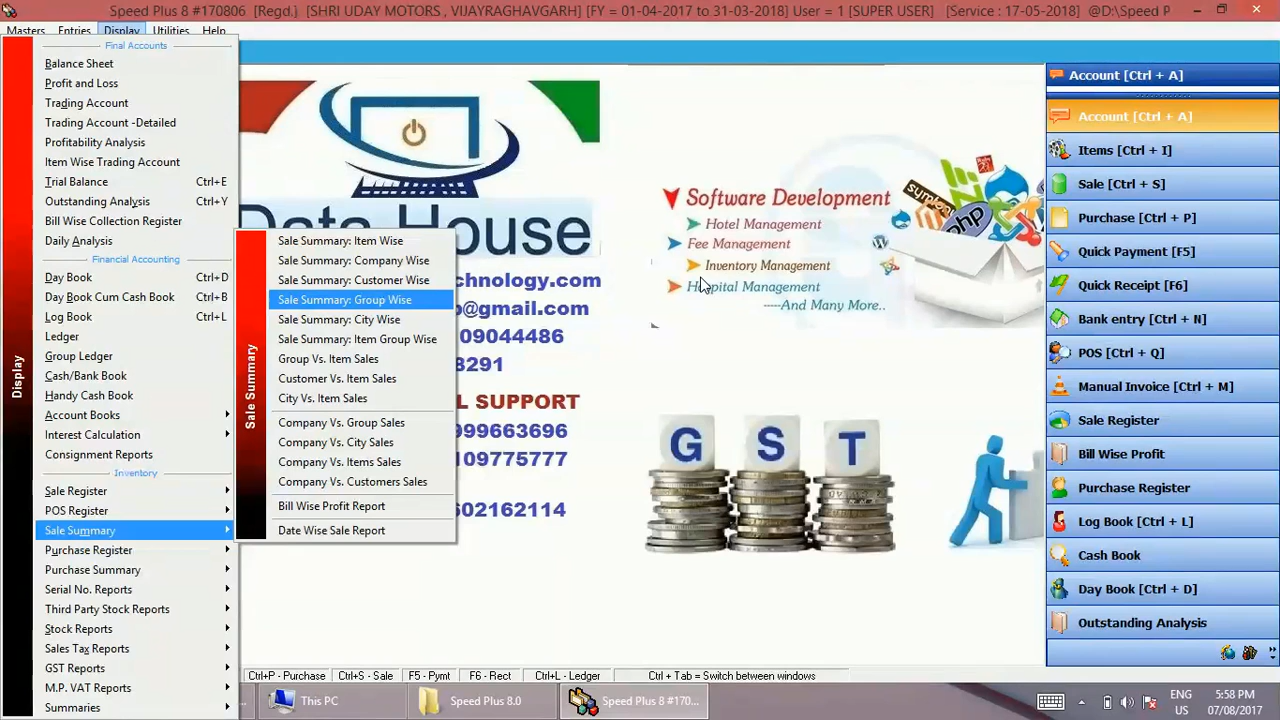 Speed Plus 8 #170806 [Regd.] [SHRI UDAY MOTORS , VIJAYRAGHAVGARH] [FY = 01-04-2017 to 31-03-2018] User = 1 [SUPER USER] [Service : 17-05-2018] @D:\Speed P
Masters Entries Display Utilities Help
Display
Final Accounts
Balance Sheet
Profit and Loss
Trading Account
Trading Account -Detailed
Profitability Analysis
Item Wise Trading Account
Trial Balance Ctrl+E
Outstanding Analysis Ctrl+Y
Bill Wise Collection Register
Daily Analysis
Financial Accounting
Day Book Ctrl+D
Day Book Cum Cash Book Ctrl+B
Log Book Ctrl+L
Ledger
Group Ledger
Cash/Bank Book
Handy Cash Book
Account Books
Interest Calculation
Consignment Reports
Inventory
Sale Register
POS Register
Sale Summary
Purchase Register
Purchase Summary
Serial No. Reports
Third Party Stock Reports
Stock Reports
Sales Tax Reports
GST Reports
M.P. VAT Reports
Summaries
Sale Summary
Sale Summary: Item Wise
Sale Summary: Company Wise
Sale Summary: Customer Wise
Sale Summary: Group Wise
Sale Summary: City Wise
Sale Summary: Item Group Wise
Group Vs. Item Sales
Customer Vs. Item Sales
City Vs. Item Sales
Company Vs. Group Sales
Company Vs. City Sales
Company Vs. Items Sales
Company Vs. Customers Sales
Bill Wise Profit Report
Date Wise Sale Report
Data House
chnology.com
@gmail.com
09044486
8291
L SUPPORT
999663696
109775777
602162114
Software Development
Hotel Management
Fee Management
Inventory Management
Hospital Management
-----And Many More..
php
G S T
Account [Ctrl + A]
Account [Ctrl + A]
Items [Ctrl + I]
Sale [Ctrl + S]
Purchase [Ctrl + P]
Quick Payment [F5]
Quick Receipt [F6]
Bank entry [Ctrl + N]
POS [Ctrl + Q]
Manual Invoice [Ctrl + M]
Sale Register
Bill Wise Profit
Purchase Register
Log Book [Ctrl + L]
Cash Book
Day Book [Ctrl + D]
Outstanding Analysis
Ctrl+P - Purchase Ctrl+S - Sale F5 - Pymt F6 - Rect Ctrl+L - Ledger Ctrl + Tab = Switch between windows
This PC Speed Plus 8.0 Speed Plus 8 #170...
ENG 5:58 PM
US 07/08/2017